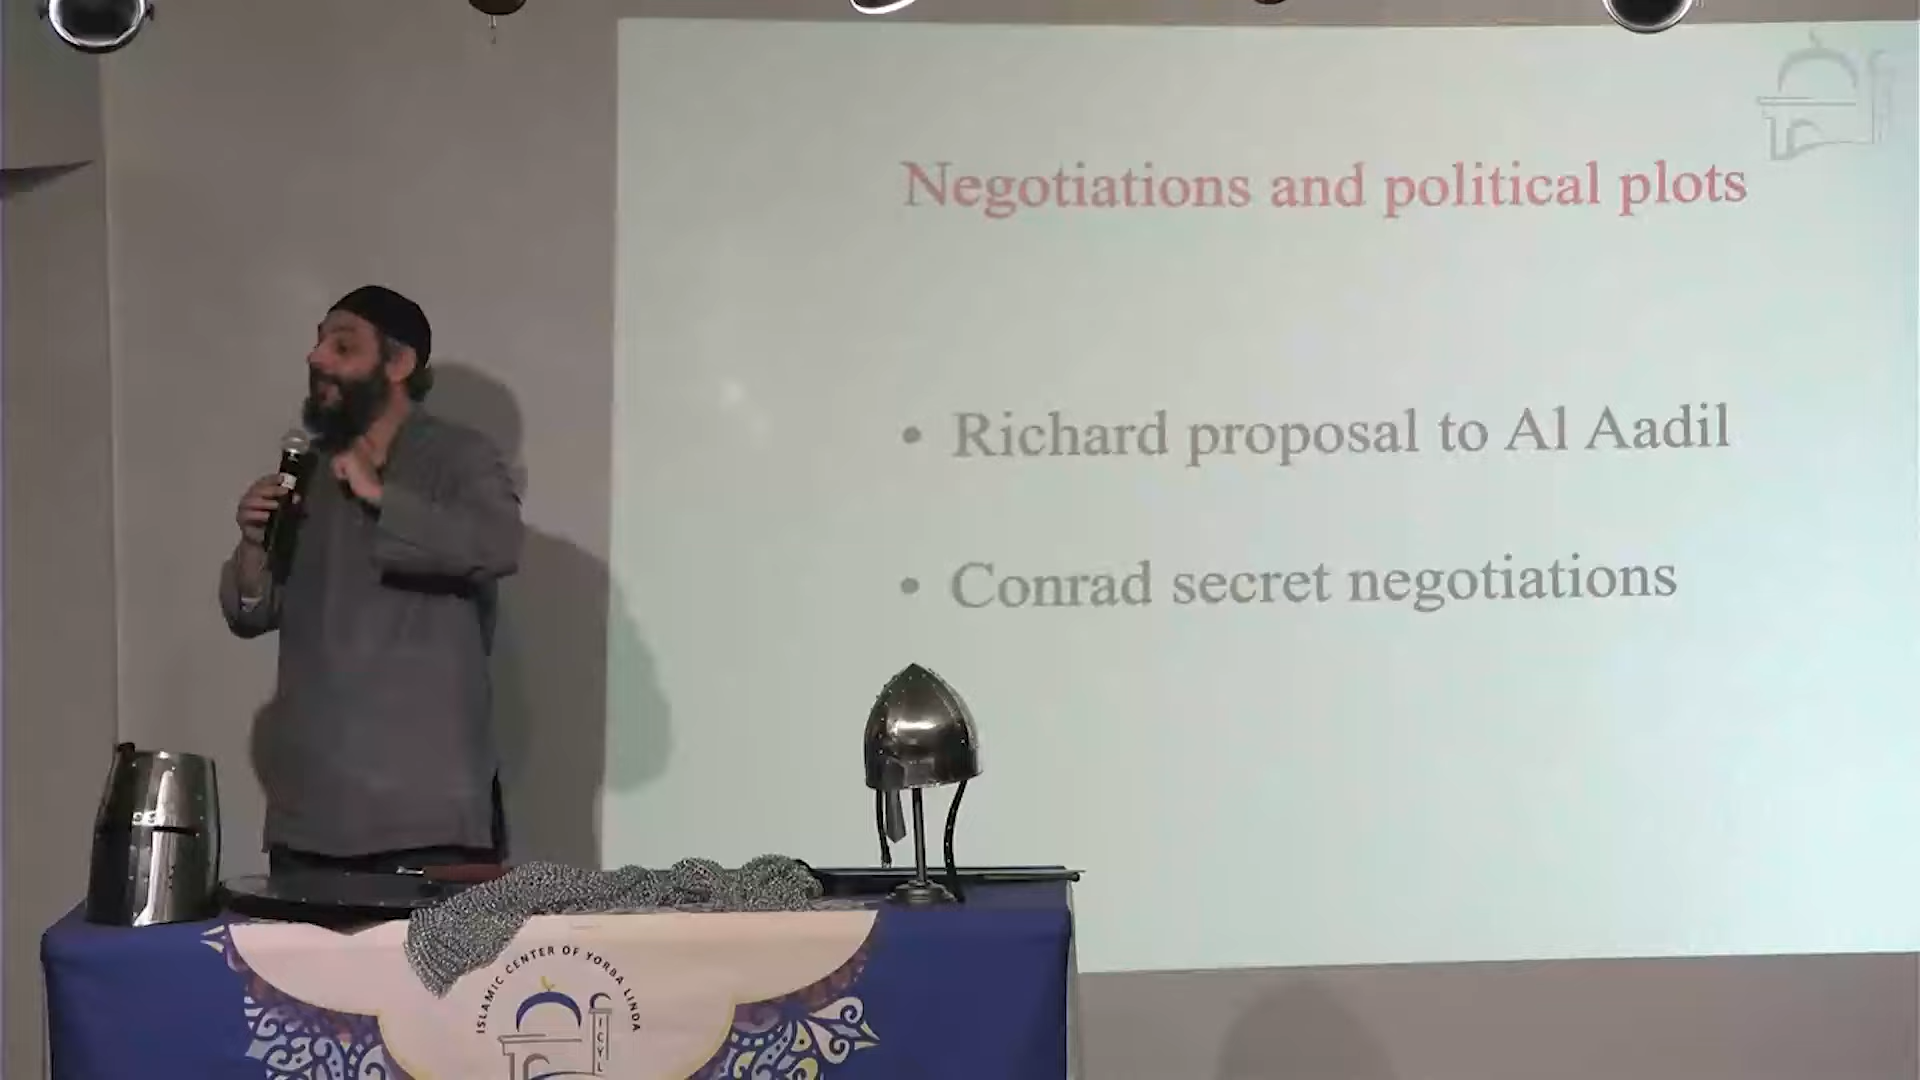 Negotiations and political plots
• Richard proposal to Al Aadil
• Conrad secret negotiations
ISLAMIC CENTER OF YORBA LINDA
ICYL